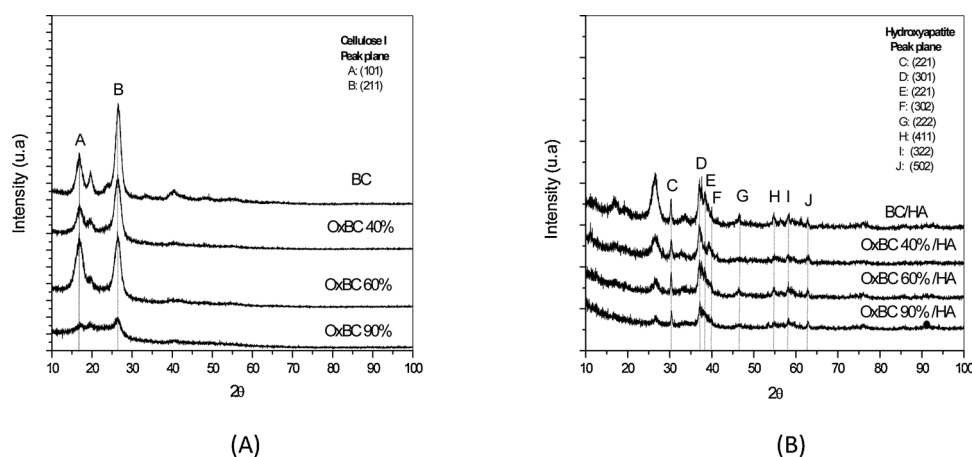 Cellulose I
Peak plane
A: (101)
B: (211)
B
A
BC
OxBC 40%
OxBC 60%
OxBC 90%
Intensity (u.a)
10 20 30 40 50 60 70 80 90 100
2θ
(A)
Hydroxyapatite
Peak plane
C: (221)
D: (301)
E: (221)
F: (302)
G: (222)
H: (411)
I: (322)
J: (502)
C D E F G H I J
BC/HA
OxBC 40% /HA
OxBC 60% /HA
OxBC 90% /HA
Intensity (u.a)
10 20 30 40 50 60 70 80 90 100
2θ
(B)